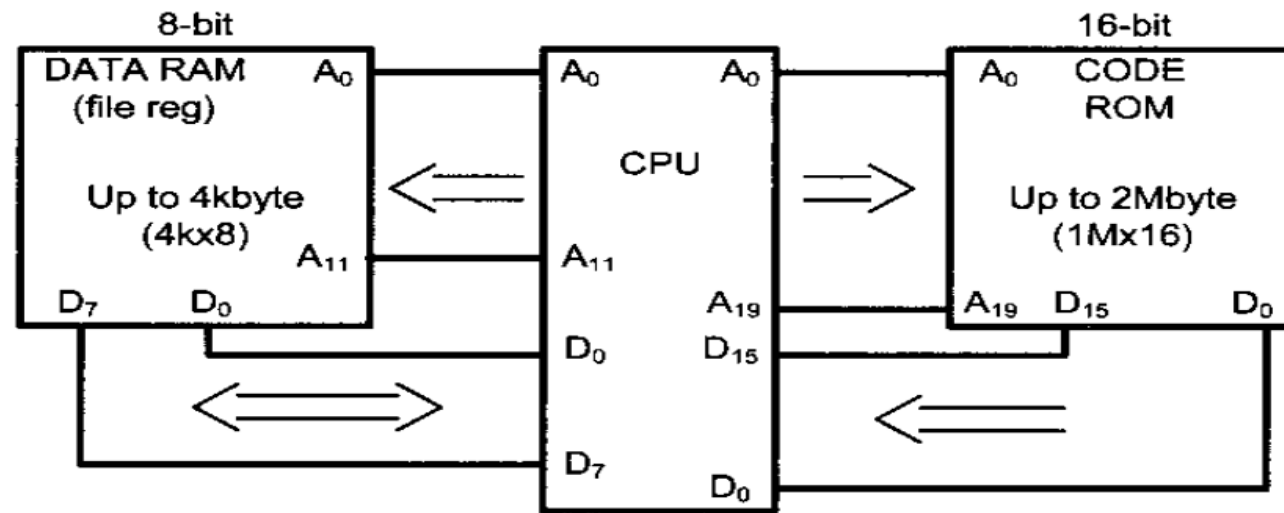 8-bit
DATA RAM
(file reg)
A₀
Up to 4kbyte
(4kx8)
A₁₁
D₇ D₀
A₀ A₀
CPU
A₁₁
A₁₉
D₀ D₁₅
D₇
D₀
16-bit
A₀ CODE
ROM
Up to 2Mbyte
(1Mx16)
A₁₉ D₁₅ D₀